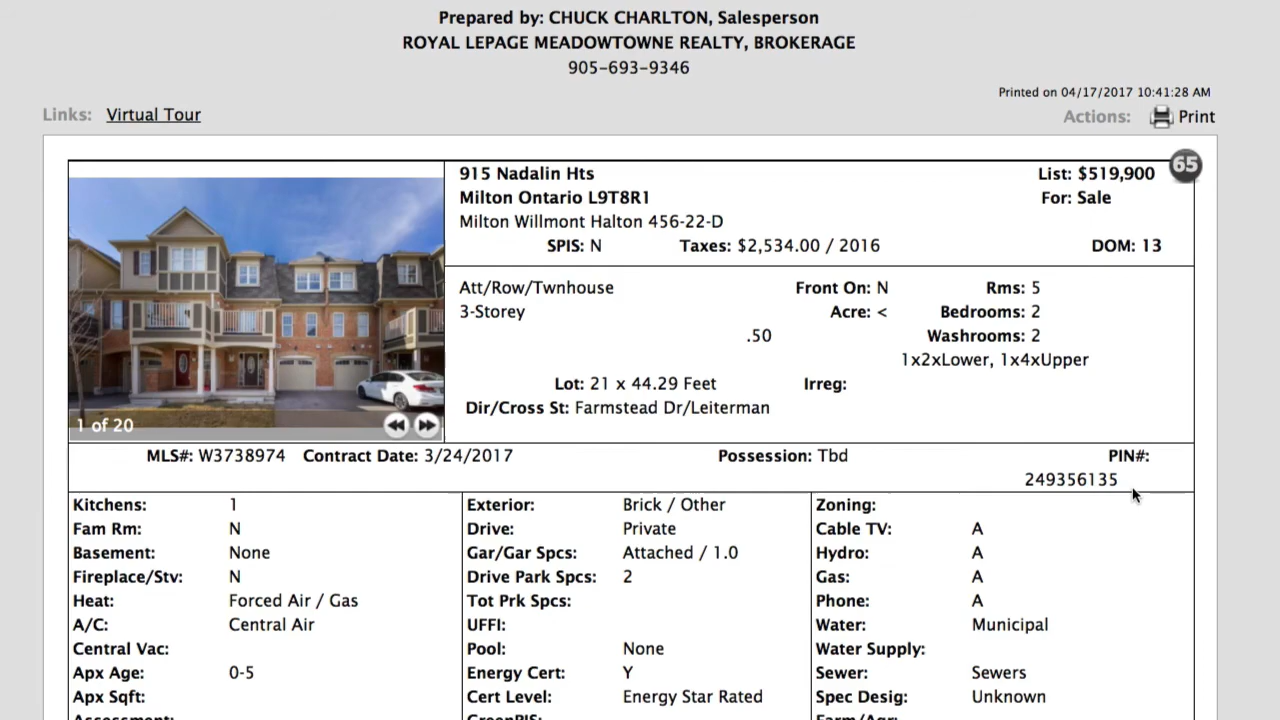 Prepared by: CHUCK CHARLTON, Salesperson
ROYAL LEPAGE MEADOWTOWNE REALTY, BROKERAGE
905-693-9346
Printed on 04/17/2017 10:41:28 AM
Links: Virtual Tour Actions: Print
65
915 Nadalin Hts List: $519,900
Milton Ontario L9T8R1 For: Sale
Milton Willmont Halton 456-22-D
SPIS: N Taxes: $2,534.00 / 2016 DOM: 13
Att/Row/Twnhouse Front On: N Rms: 5
3-Storey Acre: < Bedrooms: 2
.50 Washrooms: 2
1x2xLower, 1x4xUpper
Lot: 21 x 44.29 Feet Irreg:
Dir/Cross St: Farmstead Dr/Leiterman
1 of 20
MLS#: W3738974 Contract Date: 3/24/2017 Possession: Tbd PIN#:
249356135
Kitchens: 1 Exterior: Brick / Other Zoning:
Fam Rm: N Drive: Private Cable TV: A
Basement: None Gar/Gar Spcs: Attached / 1.0 Hydro: A
Fireplace/Stv: N Drive Park Spcs: 2 Gas: A
Heat: Forced Air / Gas Tot Prk Spcs: Phone: A
A/C: Central Air UFFI: Water: Municipal
Central Vac: Pool: None Water Supply:
Apx Age: 0-5 Energy Cert: Y Sewer: Sewers
Apx Sqft: Cert Level: Energy Star Rated Spec Desig: Unknown
Assessment: GreenPIS: Farm/Agr: